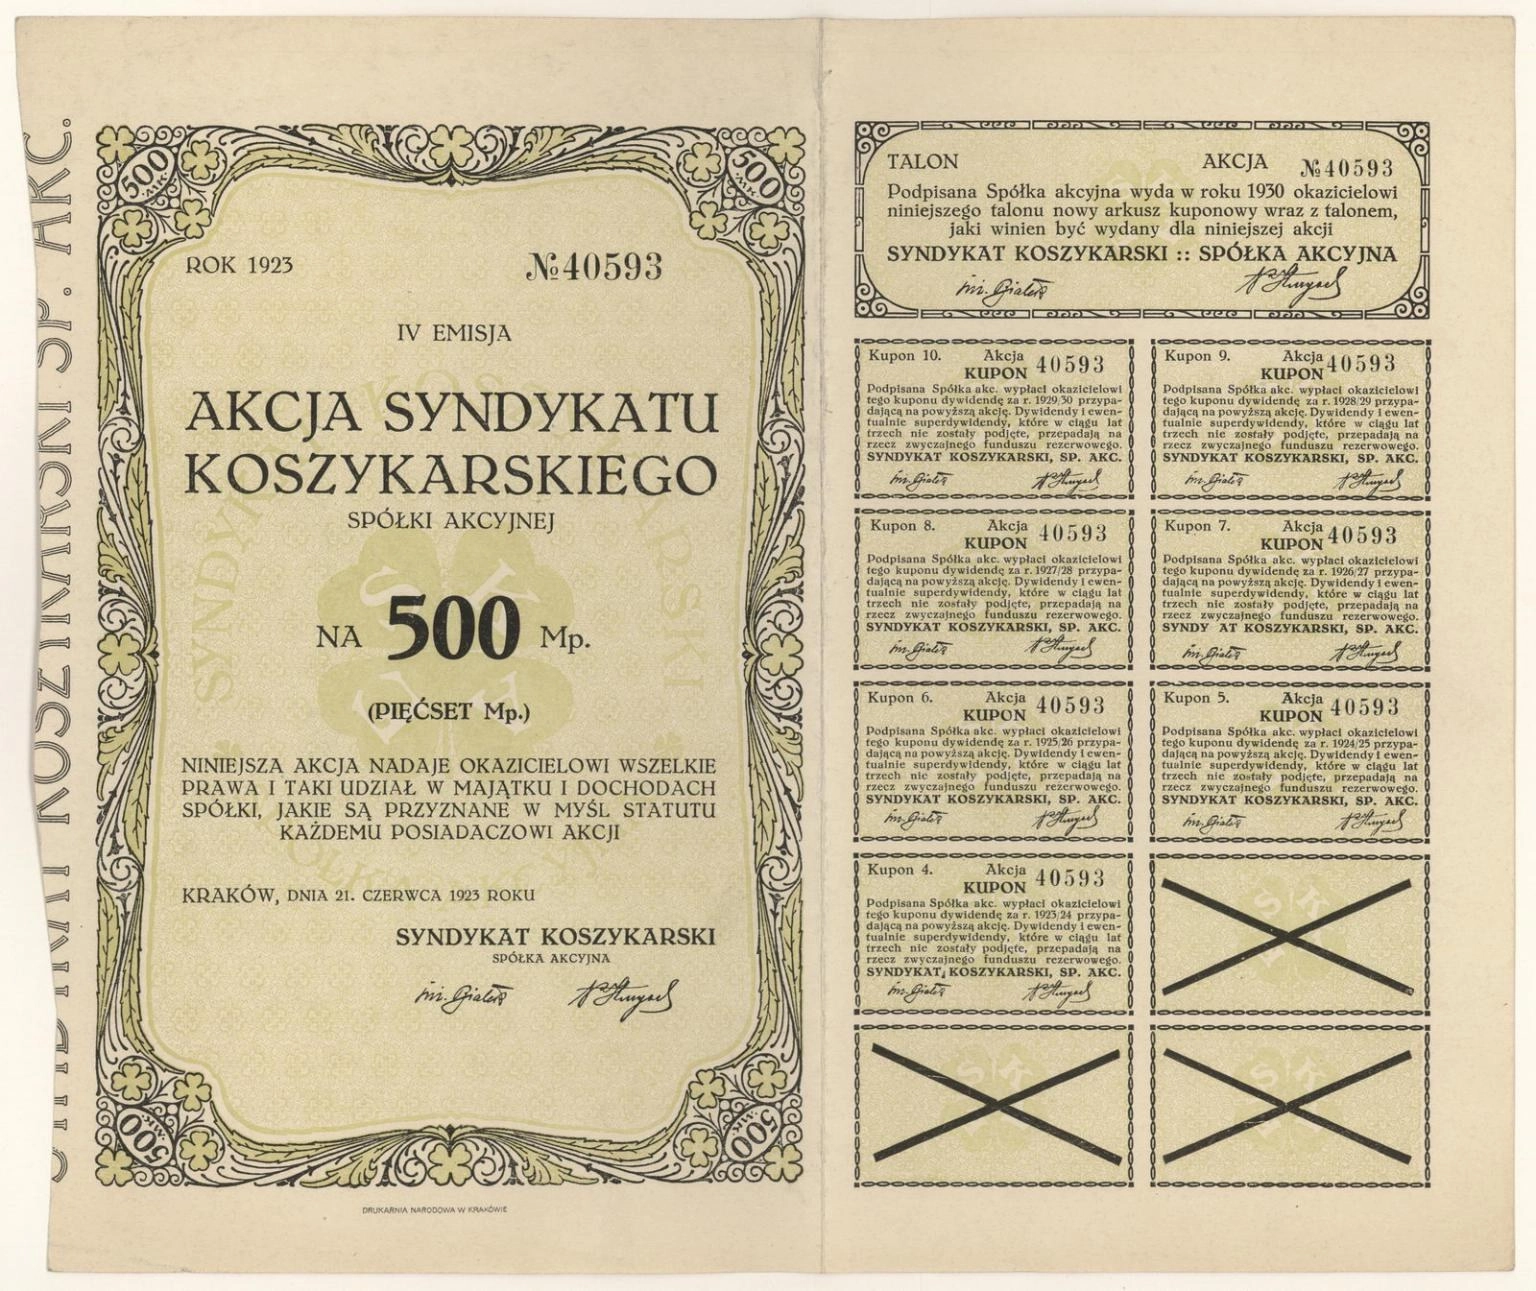 SYNDYKAT KOSZYKARSKI SP. AKC.
500 MK.
500 MK.
ROK 1923
№ 40593
IV EMISJA
AKCJA SYNDYKATU
KOSZYKARSKIEGO
SPÓŁKI AKCYJNEJ
NA 500 Mp.
(PIĘĆSET Mp.)
NINIEJSZA AKCJA NADAJE OKAZICIELOWI WSZELKIE
PRAWA I TAKI UDZIAŁ W MAJĄTKU I DOCHODACH
SPÓŁKI, JAKIE SĄ PRZYZNANE W MYŚL STATUTU
KAŻDEMU POSIADACZOWI AKCJI
KRAKÓW, DNIA 21. CZERWCA 1923 ROKU
SYNDYKAT KOSZYKARSKI
SPÓŁKA AKCYJNA
500 MK.
500 MK.
DRUKARNIA NARODOWA W KRAKÓWIE
TALON AKCJA № 40593
Podpisana Spółka akcyjna wyda w roku 1930 okazicielowi
niniejszego talonu nowy arkusz kuponowy wraz z talonem,
jaki winien być wydany dla niniejszej akcji
SYNDYKAT KOSZYKARSKI :: SPÓŁKA AKCYJNA
Kupon 10. Akcja 40593
KUPON
Podpisana Spółka akc. wypłaci okazicielowi
tego kuponu dywidendę za r. 1929/30 przypa-
dającą na powyższą akcję. Dywidendy i ewen-
tualnie superdywidendy, które w ciągu lat
trzech nie zostały podjęte, przepadają na
rzecz zwyczajnego funduszu rezerwowego.
SYNDYKAT KOSZYKARSKI, SP. AKC.
Kupon 9. Akcja 40593
KUPON
Podpisana Spółka akc. wypłaci okazicielowi
tego kuponu dywidendę za r. 1928/29 przypa-
dającą na powyższą akcję. Dywidendy i ewen-
tualnie superdywidendy, które w ciągu lat
trzech nie zostały podjęte, przepadają na
rzecz zwyczajnego funduszu rezerwowego.
SYNDYKAT KOSZYKARSKI, SP. AKC.
Kupon 8. Akcja 40593
KUPON
Podpisana Spółka akc. wypłaci okazicielowi
tego kuponu dywidendę za r. 1927/28 przypa-
dającą na powyższą akcję. Dywidendy i ewen-
tualnie superdywidendy, które w ciągu lat
trzech nie zostały podjęte, przepadają na
rzecz zwyczajnego funduszu rezerwowego.
SYNDYKAT KOSZYKARSKI, SP. AKC.
Kupon 7. Akcja 40593
KUPON
Podpisana Spółka akc. wypłaci okazicielowi
tego kuponu dywidendę za r. 1926/27 przypa-
dającą na powyższą akcję. Dywidendy i ewen-
tualnie superdywidendy, które w ciągu lat
trzech nie zostały podjęte, przepadają na
rzecz zwyczajnego funduszu rezerwowego.
SYNDY AT KOSZYKARSKI, SP. AKC.
Kupon 6. Akcja 40593
KUPON
Podpisana Spółka akc. wypłaci okazicielowi
tego kuponu dywidendę za r. 1925/26 przypa-
dającą na powyższą akcję. Dywidendy i ewen-
tualnie superdywidendy, które w ciągu lat
trzech nie zostały podjęte, przepadają na
rzecz zwyczajnego funduszu rezerwowego.
SYNDYKAT KOSZYKARSKI, SP. AKC.
Kupon 5. Akcja 40593
KUPON
Podpisana Spółka akc. wypłaci okazicielowi
tego kuponu dywidendę za r. 1924/25 przypa-
dającą na powyższą akcję. Dywidendy i ewen-
tualnie superdywidendy, które w ciągu lat
trzech nie zostały podjęte, przepadają na
rzecz zwyczajnego funduszu rezerwowego.
SYNDYKAT KOSZYKARSKI, SP. AKC.
Kupon 4. Akcja 40593
KUPON
Podpisana Spółka akc. wypłaci okazicielowi
tego kuponu dywidendę za r. 1923/24 przypa-
dającą na powyższą akcję. Dywidendy i ewen-
tualnie superdywidendy, które w ciągu lat
trzech nie zostały podjęte, przepadają na
rzecz zwyczajnego funduszu rezerwowego.
SYNDYKAT KOSZYKARSKI, SP. AKC.